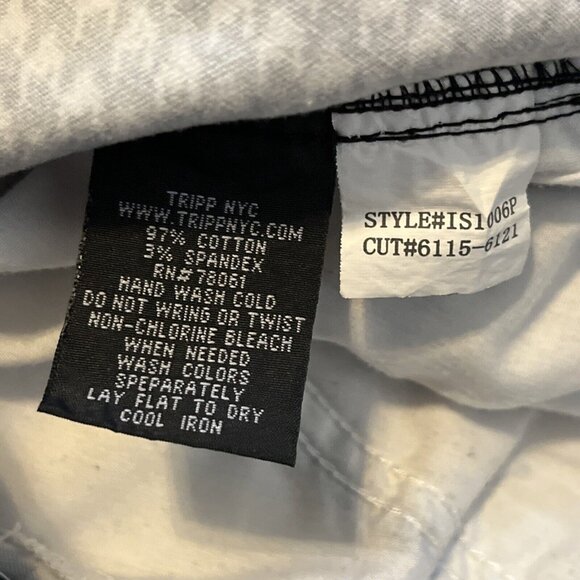 TRIPP NYC
WWW.TRIPPNYC.COM
97% COTTON
3% SPANDEX
RN# 78061
HAND WASH COLD
DO NOT WRING OR TWIST
NON-CHLORINE BLEACH
WHEN NEEDED
WASH COLORS
SPEPARATELY
LAY FLAT TO DRY
COOL IRON
STYLE#IS1006P
CUT#6115-6121